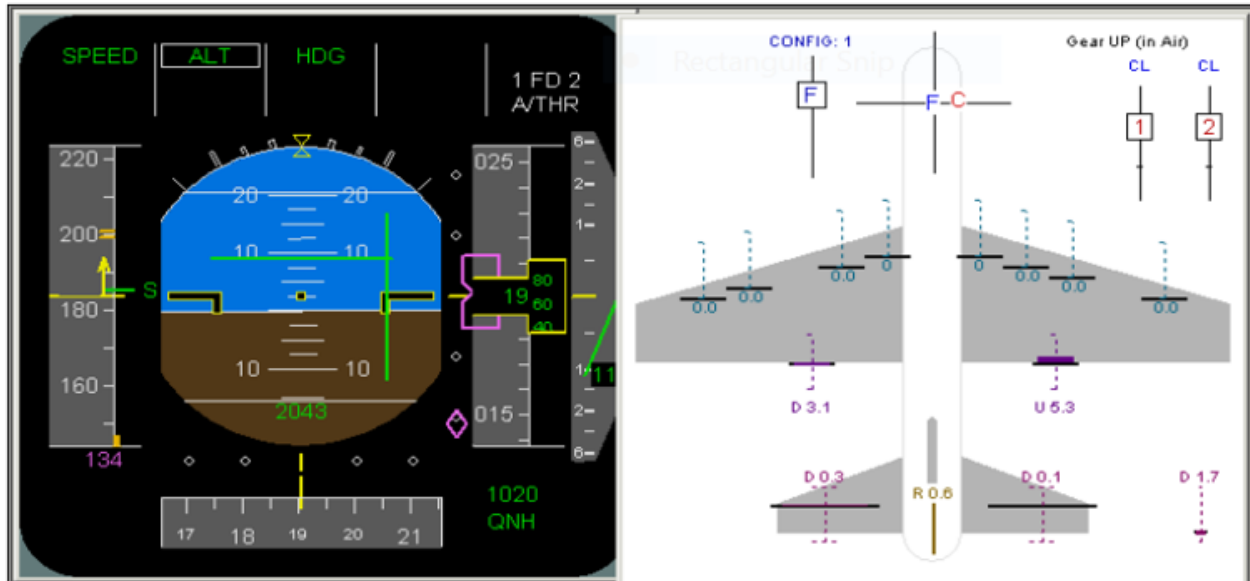 SPEED ALT HDG
1 FD 2
A/THR
220
200
S
180
160
134
20 20
10 10
10 10
2043
025
19
80
60
40
015
6
2
1
1
2
6
11
17 18 19 20 21
1020
QNH
CONFIG: 1
Gear UP (in Air)
Rectangular Snip
CL CL
F
F C
1 2
0.0 0.0 0.0 0
0 0.0 0.0 0.0
D 3.1 U 5.3
D 0.3 R 0.6 D 0.1 D 1.7